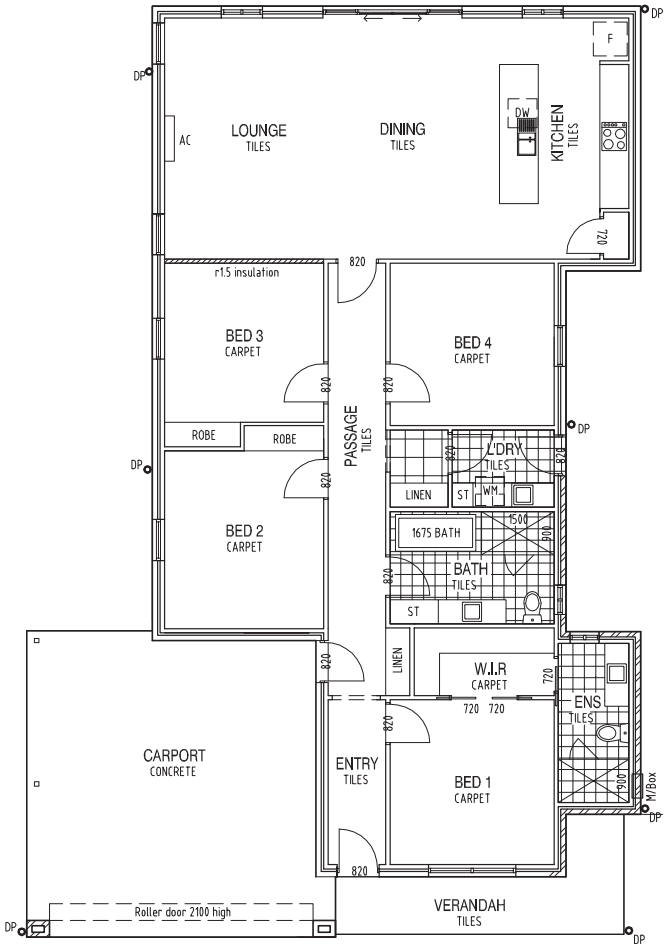 DP
F
DP
DW
KITCHEN
TILES
AC
LOUNGE
TILES
DINING
TILES
720
820
r1.5 insulation
BED 3
CARPET
BED 4
CARPET
820
820
PASSAGE
TILES
DP
ROBE
ROBE
820
L'DRY
TILES
820
DP
820
LINEN
ST
WM
BED 2
CARPET
1675 BATH
1500
900
820
BATH
TILES
ST
820
LINEN
W.I.R
CARPET
720
720
720
ENS
TILES
820
CARPORT
CONCRETE
ENTRY
TILES
BED 1
CARPET
900
M/Box
DP
820
Roller door 2100 high
VERANDAH
TILES
DP
DP